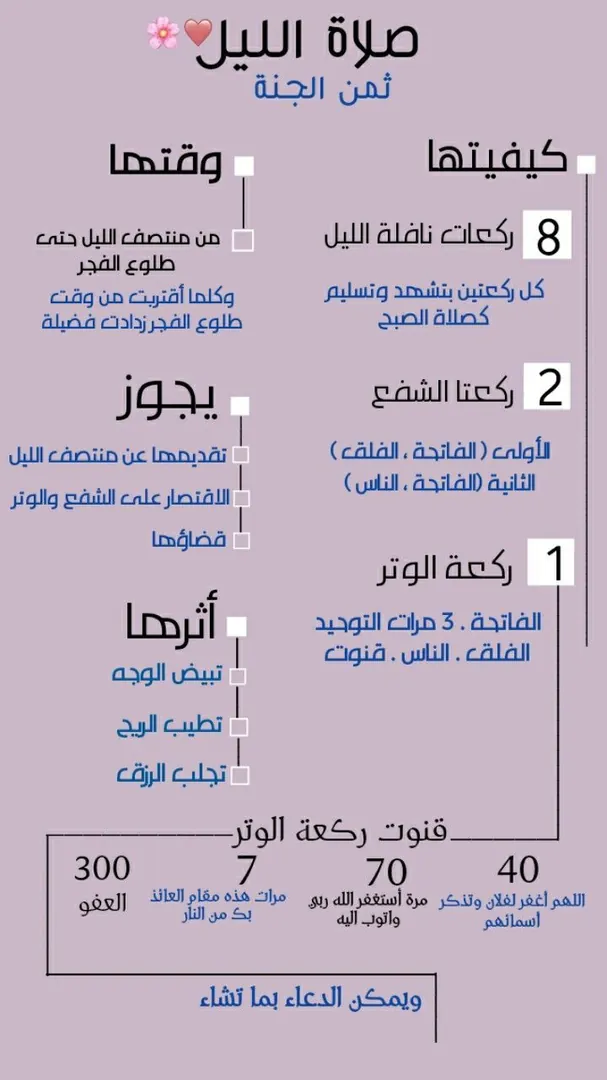 صلاة الليل
ثمن الجنة
كيفيتها
8 ركعات نافلة الليل
كل ركعتين بتشهد وتسليم
كصلاة الصبح
2 ركعتا الشفع
الأولى ( الفاتحة ، الفلق )
الثانية (الفاتحة ، الناس )
1 ركعة الوتر
الفاتحة . 3 مرات التوحيد
الفلق . الناس . قنوت
وقتها
من منتصف الليل حتى
طلوع الفجر
وكلما أقتربت من وقت
طلوع الفجر زدادت فضيلة
يجوز
تقديمها عن منتصف الليل
الاقتصار على الشفع والوتر
قضاؤها
أثرها
تبيض الوجه
تطيب الريح
تجلب الرزق
قنوت ركعة الوتر
40
اللهم أغفر لفلان وتذكر
أسمائهم
70
مرة أستغفر الله ربي
واتوب اليه
7
مرات هذه مقام العائذ
بك من النار
300
العفو
ويمكن الدعاء بما تشاء